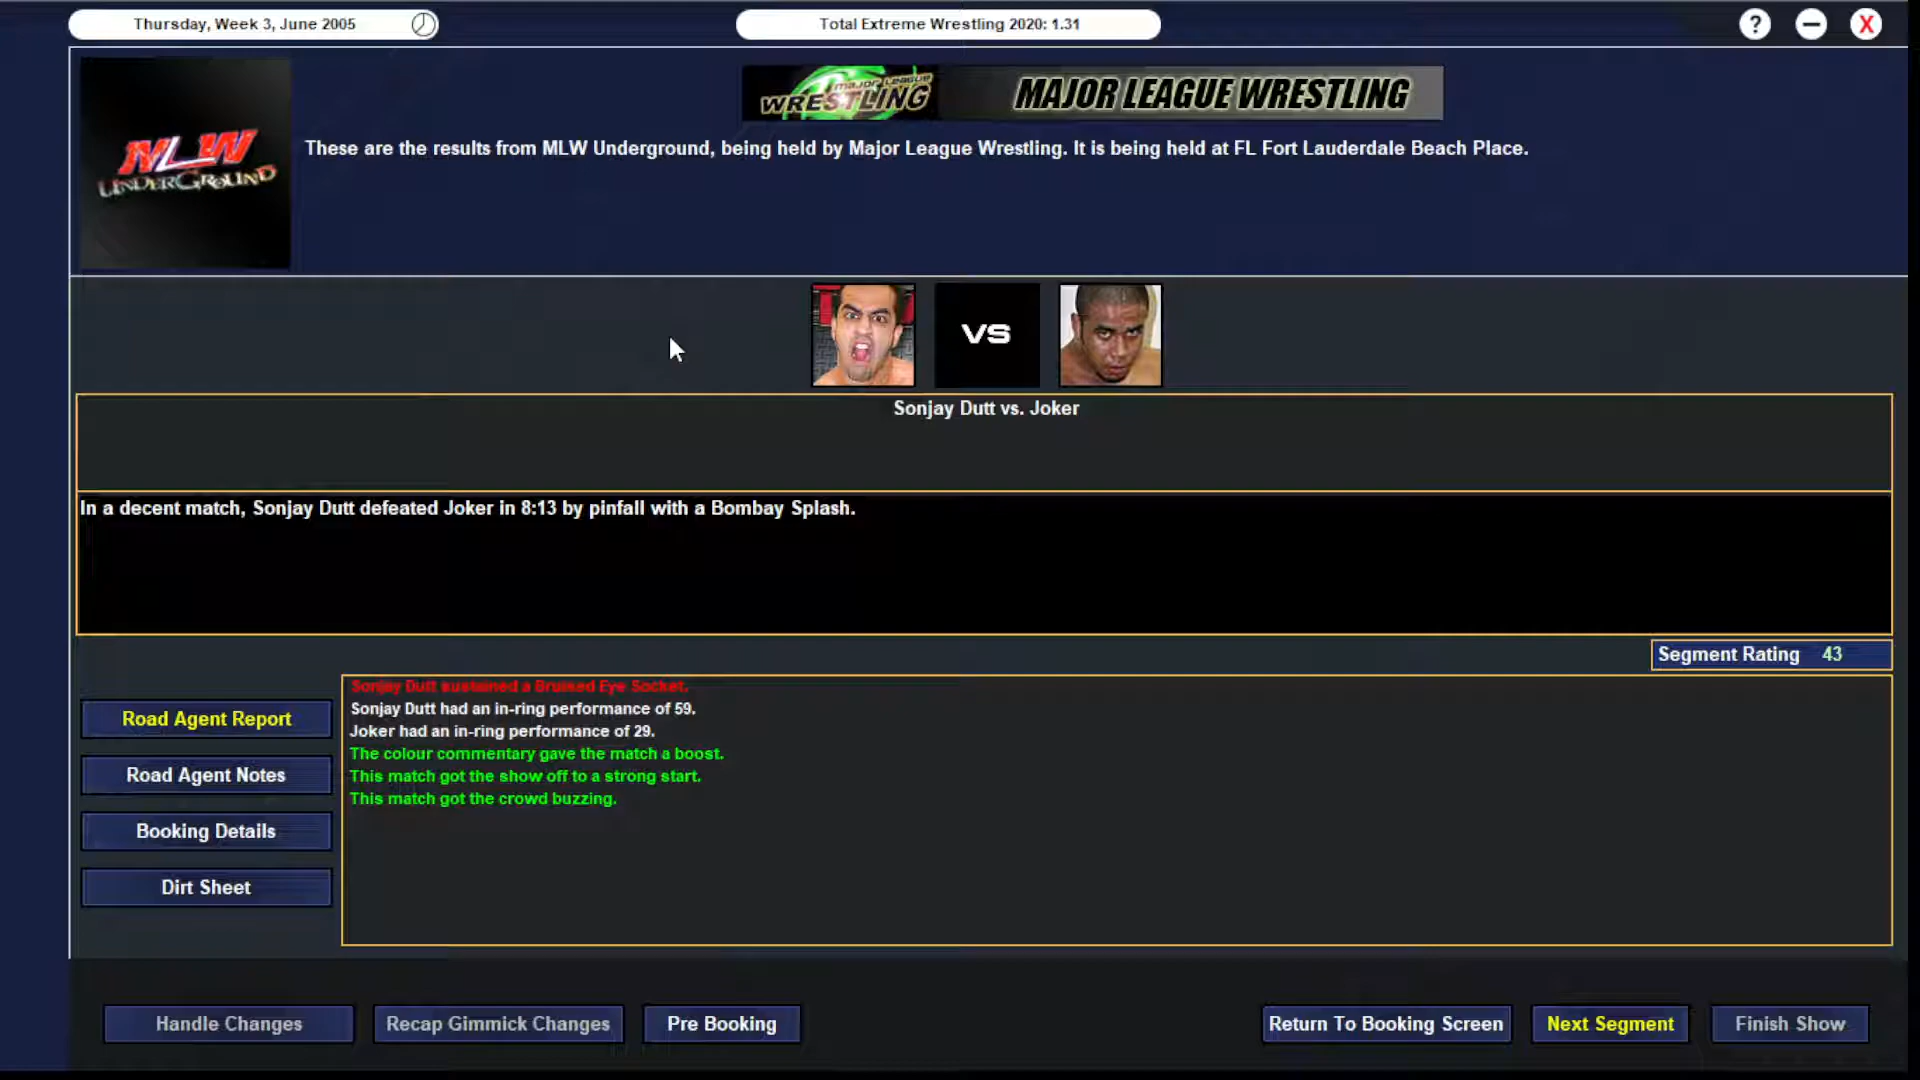 Thursday, Week 3, June 2005
Total Extreme Wrestling 2020: 1.31
?
X
MAJOR LEAGUE
WRESTLING
MAJOR LEAGUE WRESTLING
MLW
UNDERGROUND
These are the results from MLW Underground, being held by Major League Wrestling. It is being held at FL Fort Lauderdale Beach Place.
VS
Sonjay Dutt vs. Joker
In a decent match, Sonjay Dutt defeated Joker in 8:13 by pinfall with a Bombay Splash.
Segment Rating 43
Sonjay Dutt sustained a Bruised Eye Socket.
Sonjay Dutt had an in-ring performance of 59.
Joker had an in-ring performance of 29.
The colour commentary gave the match a boost.
This match got the show off to a strong start.
This match got the crowd buzzing.
Road Agent Report
Road Agent Notes
Booking Details
Dirt Sheet
Handle Changes
Recap Gimmick Changes
Pre Booking
Return To Booking Screen
Next Segment
Finish Show